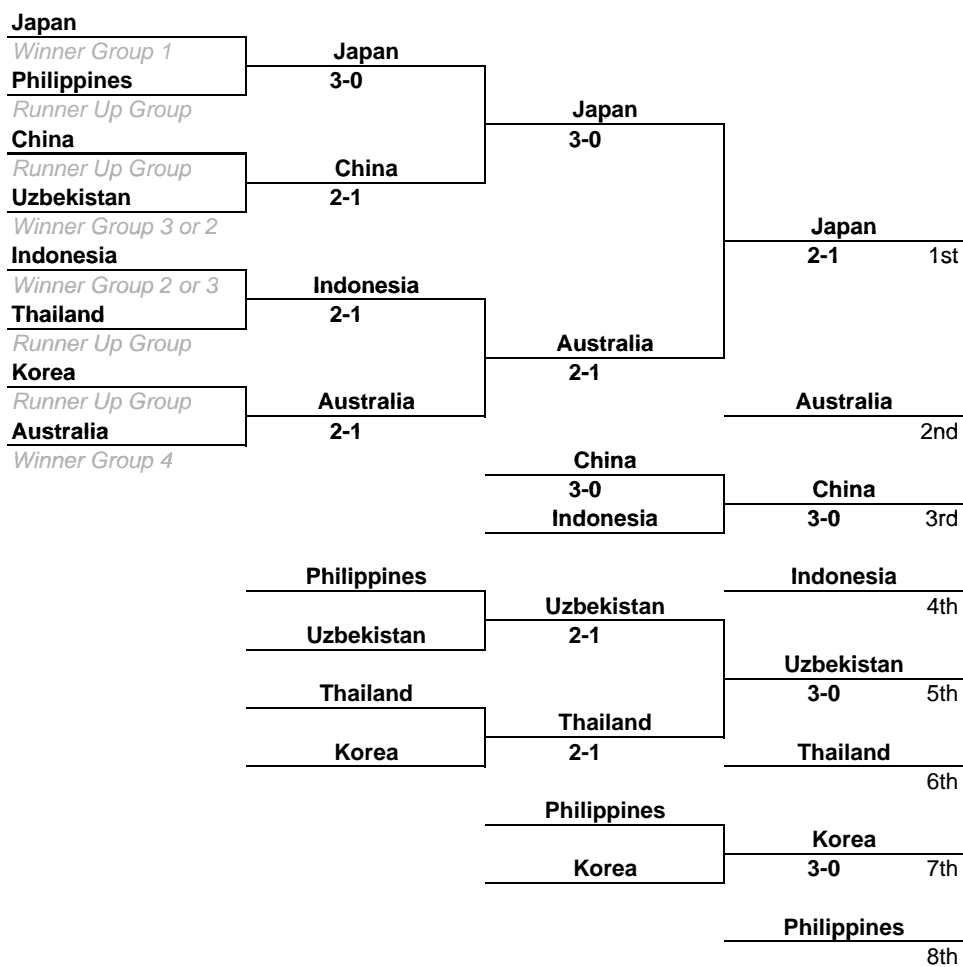 Japan
Winner Group 1 Japan
Philippines 3-0
Runner Up Group Japan
China 3-0
Runner Up Group China
Uzbekistan 2-1
Winner Group 3 or 2 Japan
Indonesia 2-1 1st
Winner Group 2 or 3 Indonesia
Thailand 2-1
Runner Up Group Australia
Korea 2-1
Runner Up Group Australia Australia
Australia 2-1 2nd
Winner Group 4 China
3-0 China
Indonesia 3-0 3rd
Philippines Indonesia
Uzbekistan 4th
Uzbekistan 2-1
Uzbekistan
Thailand 3-0 5th
Thailand
Korea 2-1 Thailand
6th
Philippines
Korea
Korea 3-0 7th
Philippines
8th